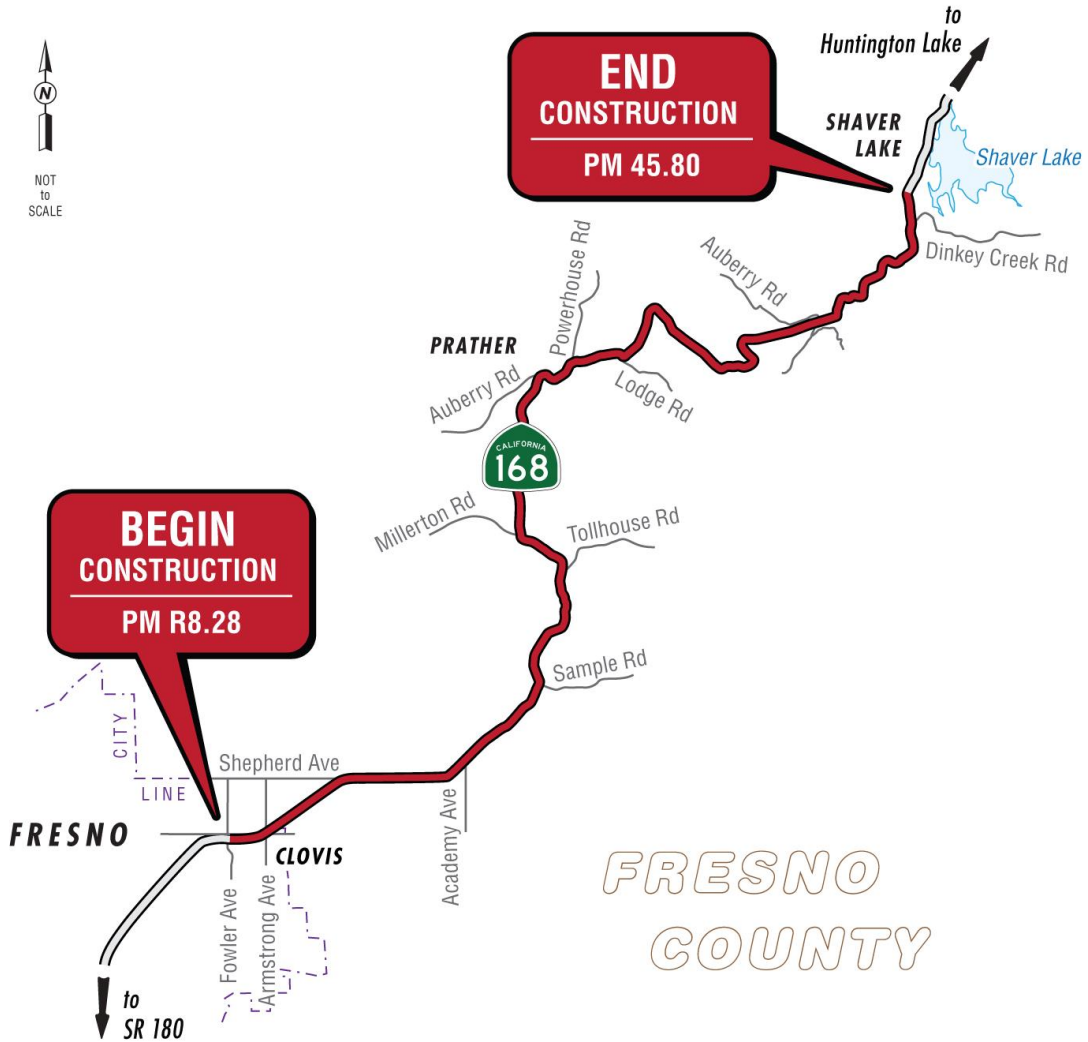 to
Huntington Lake
N
NOT
to
SCALE
END
CONSTRUCTION
PM 45.80
SHAVER
LAKE
Shaver Lake
Dinkey Creek Rd
Auberry Rd
Powerhouse Rd
PRATHER
Auberry Rd
Lodge Rd
CALIFORNIA
168
Millerton Rd
Tollhouse Rd
BEGIN
CONSTRUCTION
PM R8.28
Sample Rd
CITY
LINE
Shepherd Ave
FRESNO
CLOVIS
Academy Ave
Fowler Ave
Armstrong Ave
FRESNO
COUNTY
to
SR 180